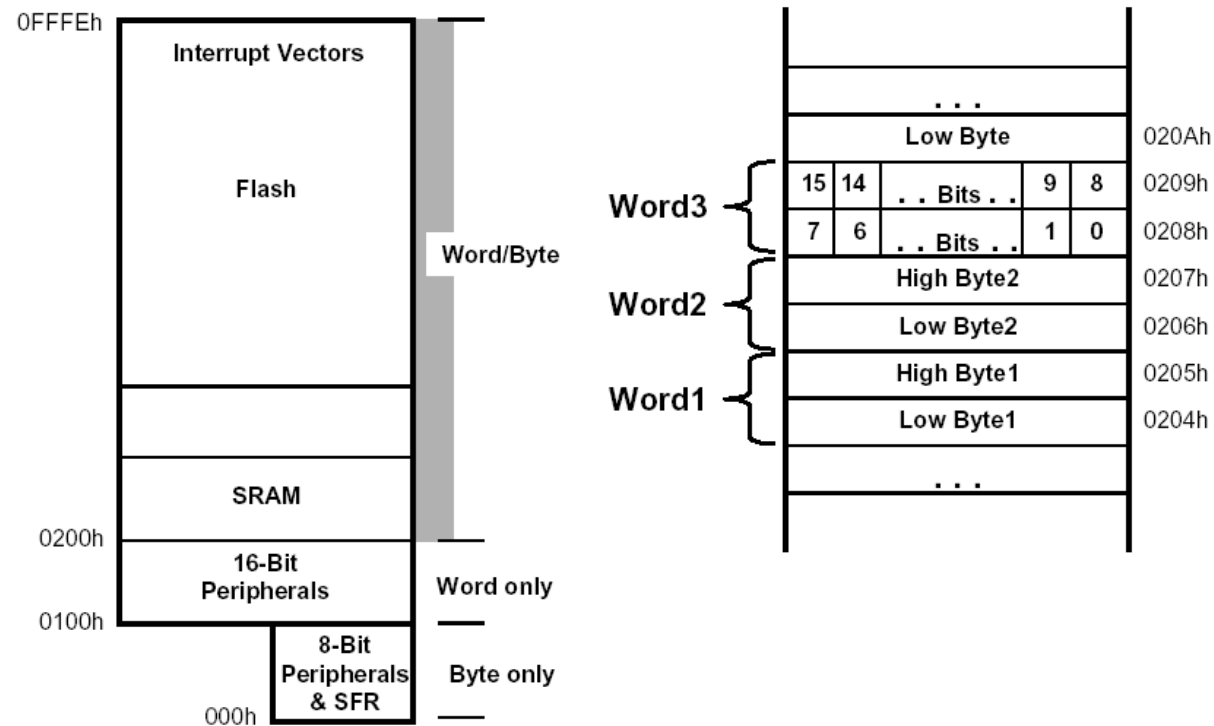 0FFFEh
Interrupt Vectors
Flash
Word/Byte
SRAM
0200h
16-Bit
Peripherals
Word only
0100h
8-Bit
Peripherals
& SFR
Byte only
000h
. . .
Low Byte
020Ah
Word3
15 14 . . Bits . . 9 8
0209h
7 6 . . Bits . . 1 0
0208h
Word2
High Byte2
0207h
Low Byte2
0206h
Word1
High Byte1
0205h
Low Byte1
0204h
. . .